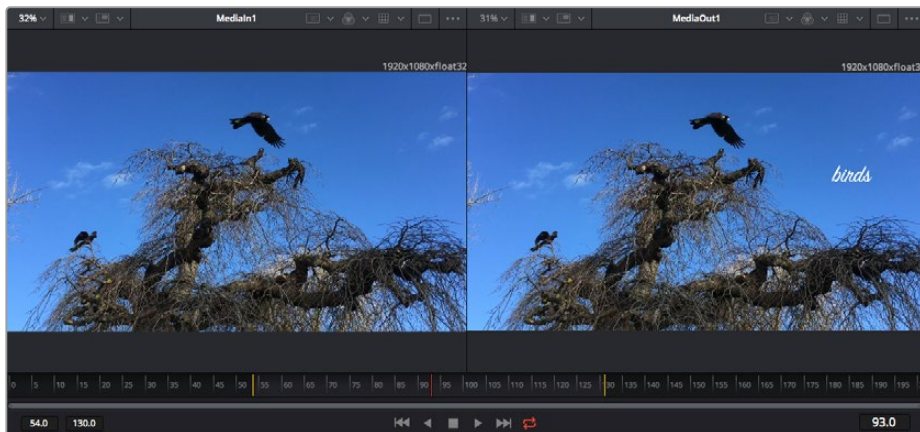 32% MediaIn1 31% MediaOut1
1920x1080xfloat32 1920x1080xfloat3
birds
0 5 10 15 20 25 30 35 40 45 50 55 60 65 70 75 80 85 90 95 100 105 110 115 120 125 130 135 140 145 150 155 160 165 170 175 180 185 190 195
54.0 130.0 93.0